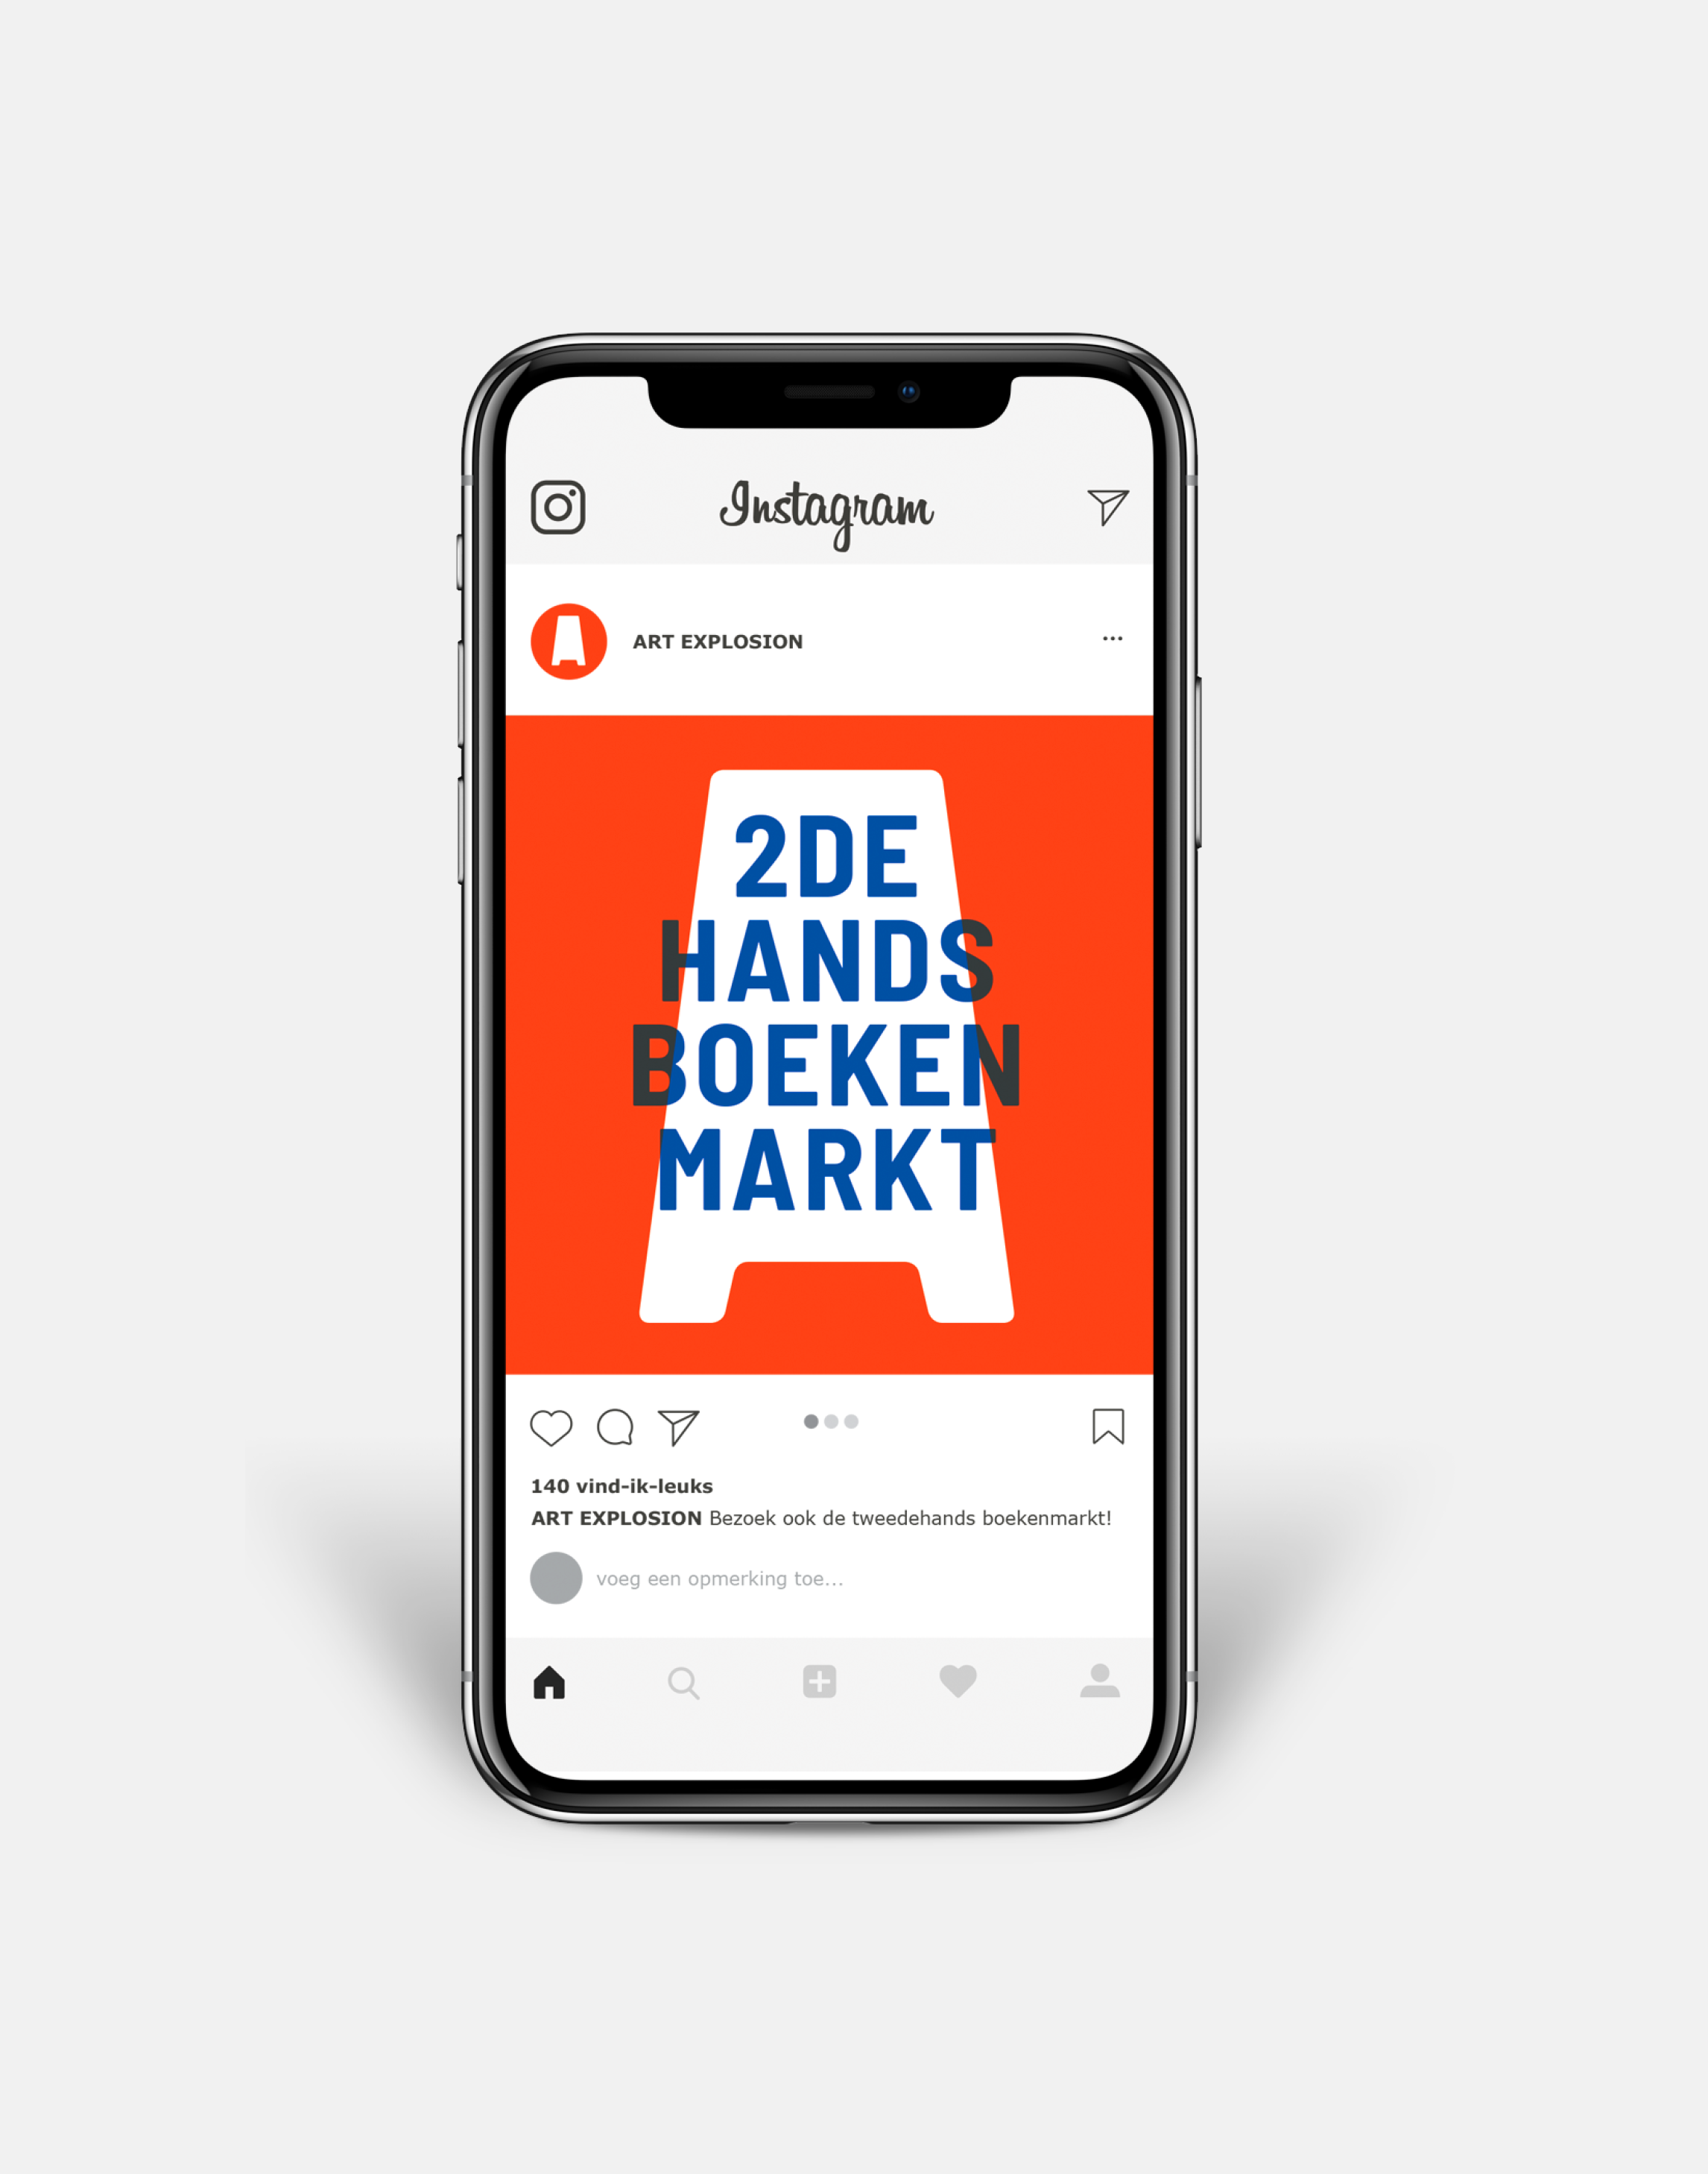 Instagram
ART EXPLOSION
2DE
HANDS
BOEKEN
MARKT
140 vind-ik-leuks
ART EXPLOSION Bezoek ook de tweedehands boekenmarkt!
voeg een opmerking toe...